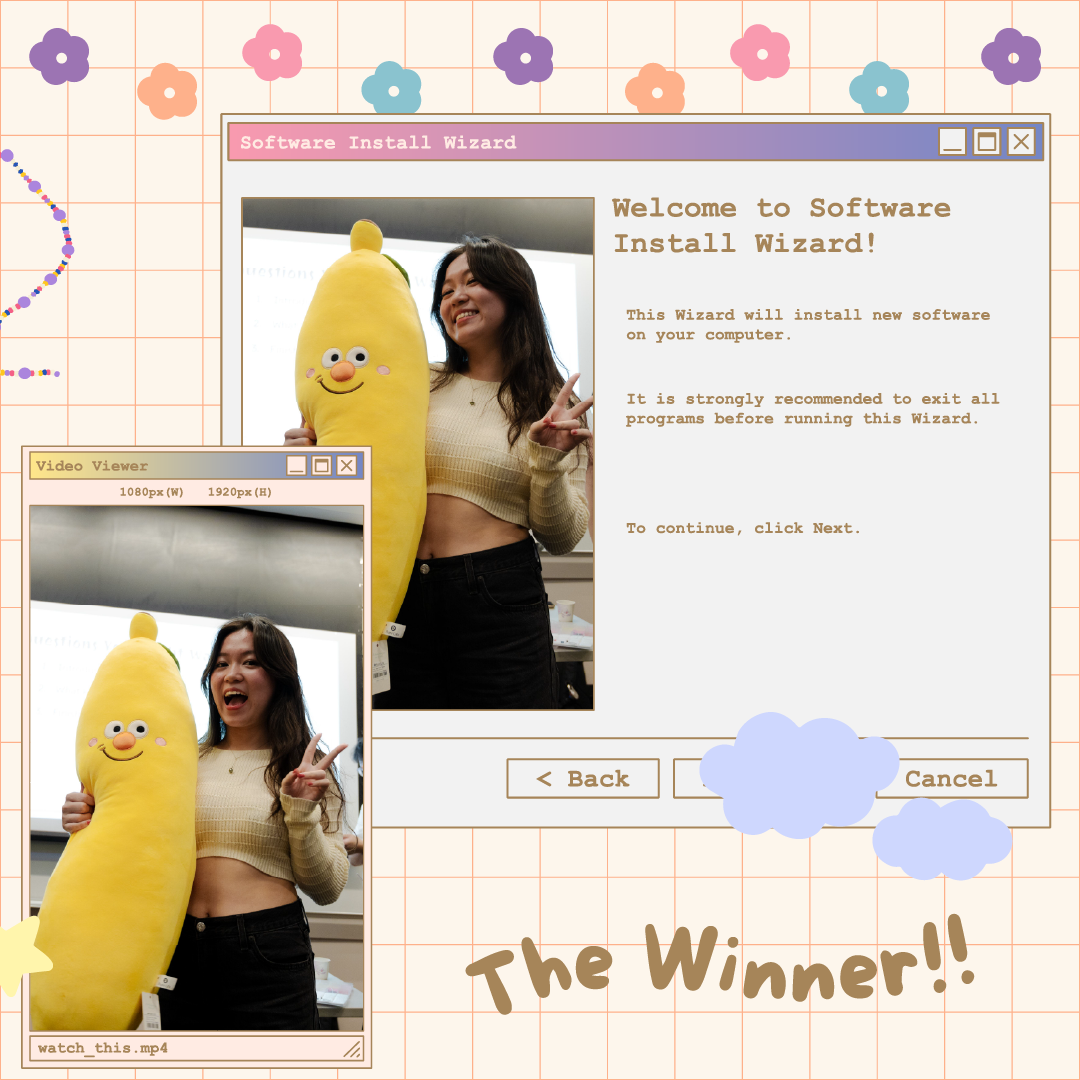 Software Install Wizard
Welcome to Software
Install Wizard!
This Wizard will install new software
on your computer.
It is strongly recommended to exit all
programs before running this Wizard.
To continue, click Next.
< Back
Cancel
Video Viewer
1080px(W) 1920px(H)
watch_this.mp4
The Winner!!